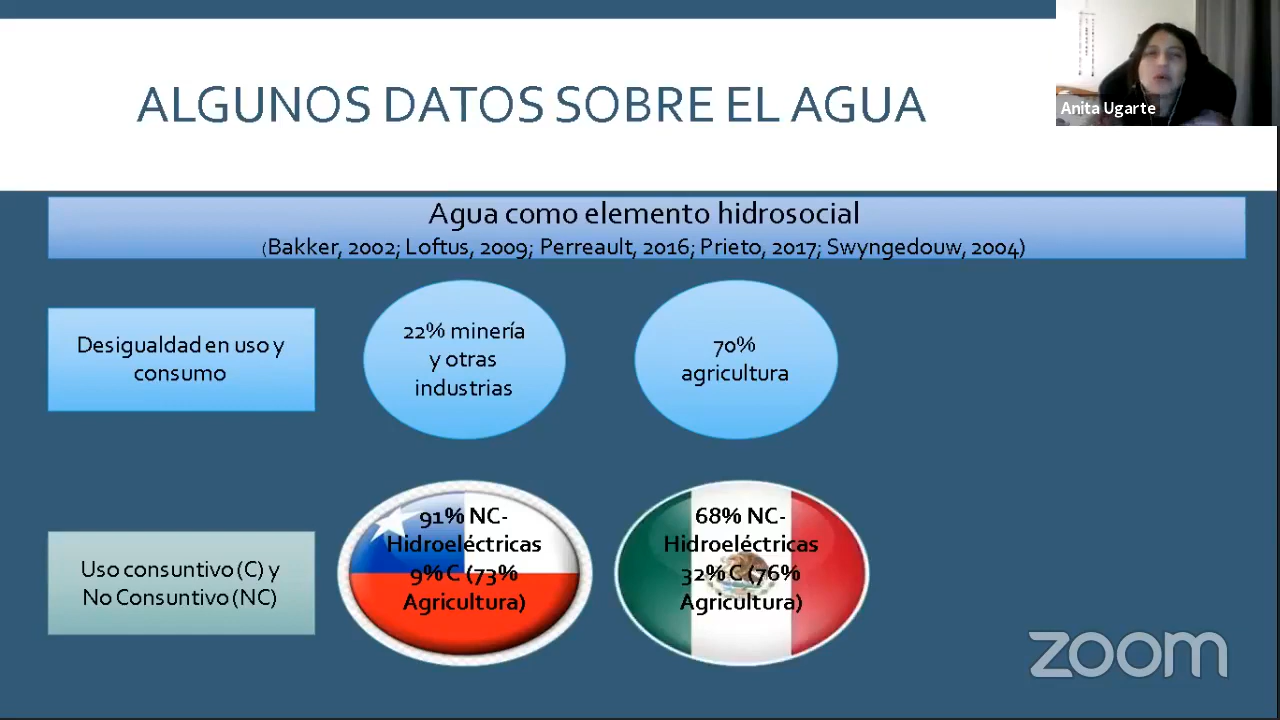 ALGUNOS DATOS SOBRE EL AGUA
Anita Ugarte
Agua como elemento hidrosocial
(Bakker, 2002; Loftus, 2009; Perreault, 2016; Prieto, 2017; Swyngedouw, 2004)
Desigualdad en uso y
consumo
22% minería
y otras
industrias
70%
agricultura
Uso consuntivo (C) y
No Consuntivo (NC)
91% NC-
Hidroeléctricas
9% C (73%
Agricultura)
68% NC-
Hidroeléctricas
32% C (76%
Agricultura)
zoom